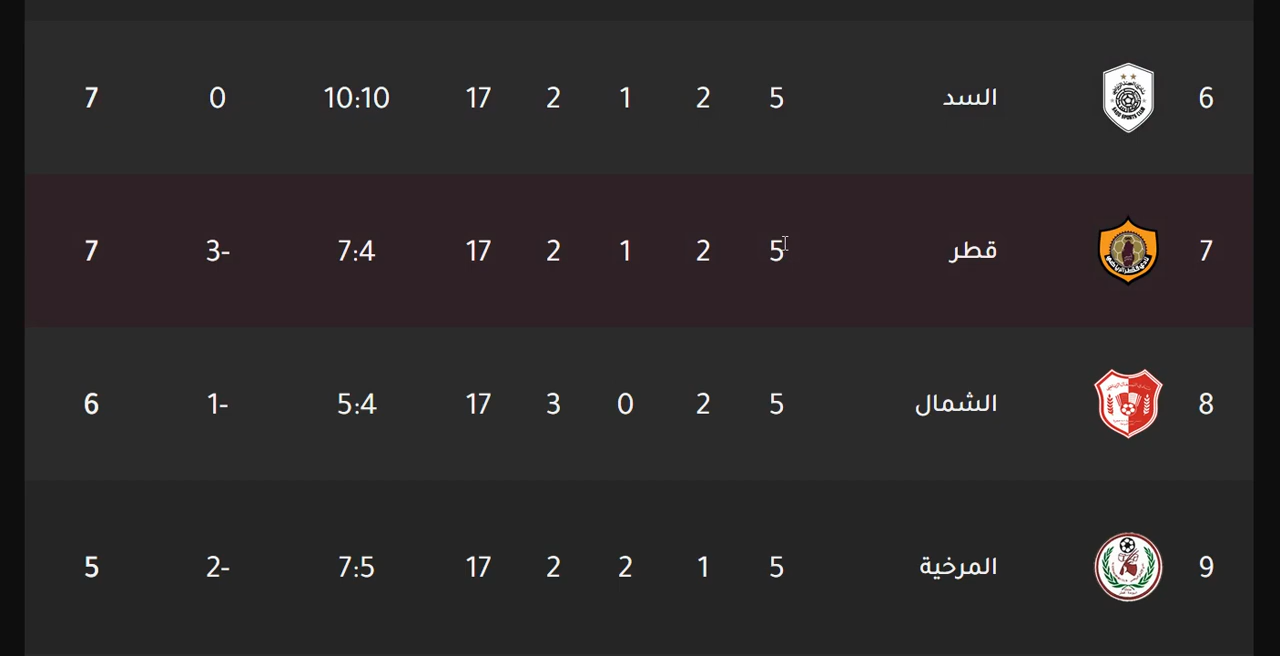 6 السد 5 2 1 2 17 10:10 0 7
7 قطر 5 2 1 2 17 7:4 3- 7
8 الشمال 5 2 0 3 17 5:4 1- 6
9 المرخية 5 1 2 2 17 7:5 2- 5